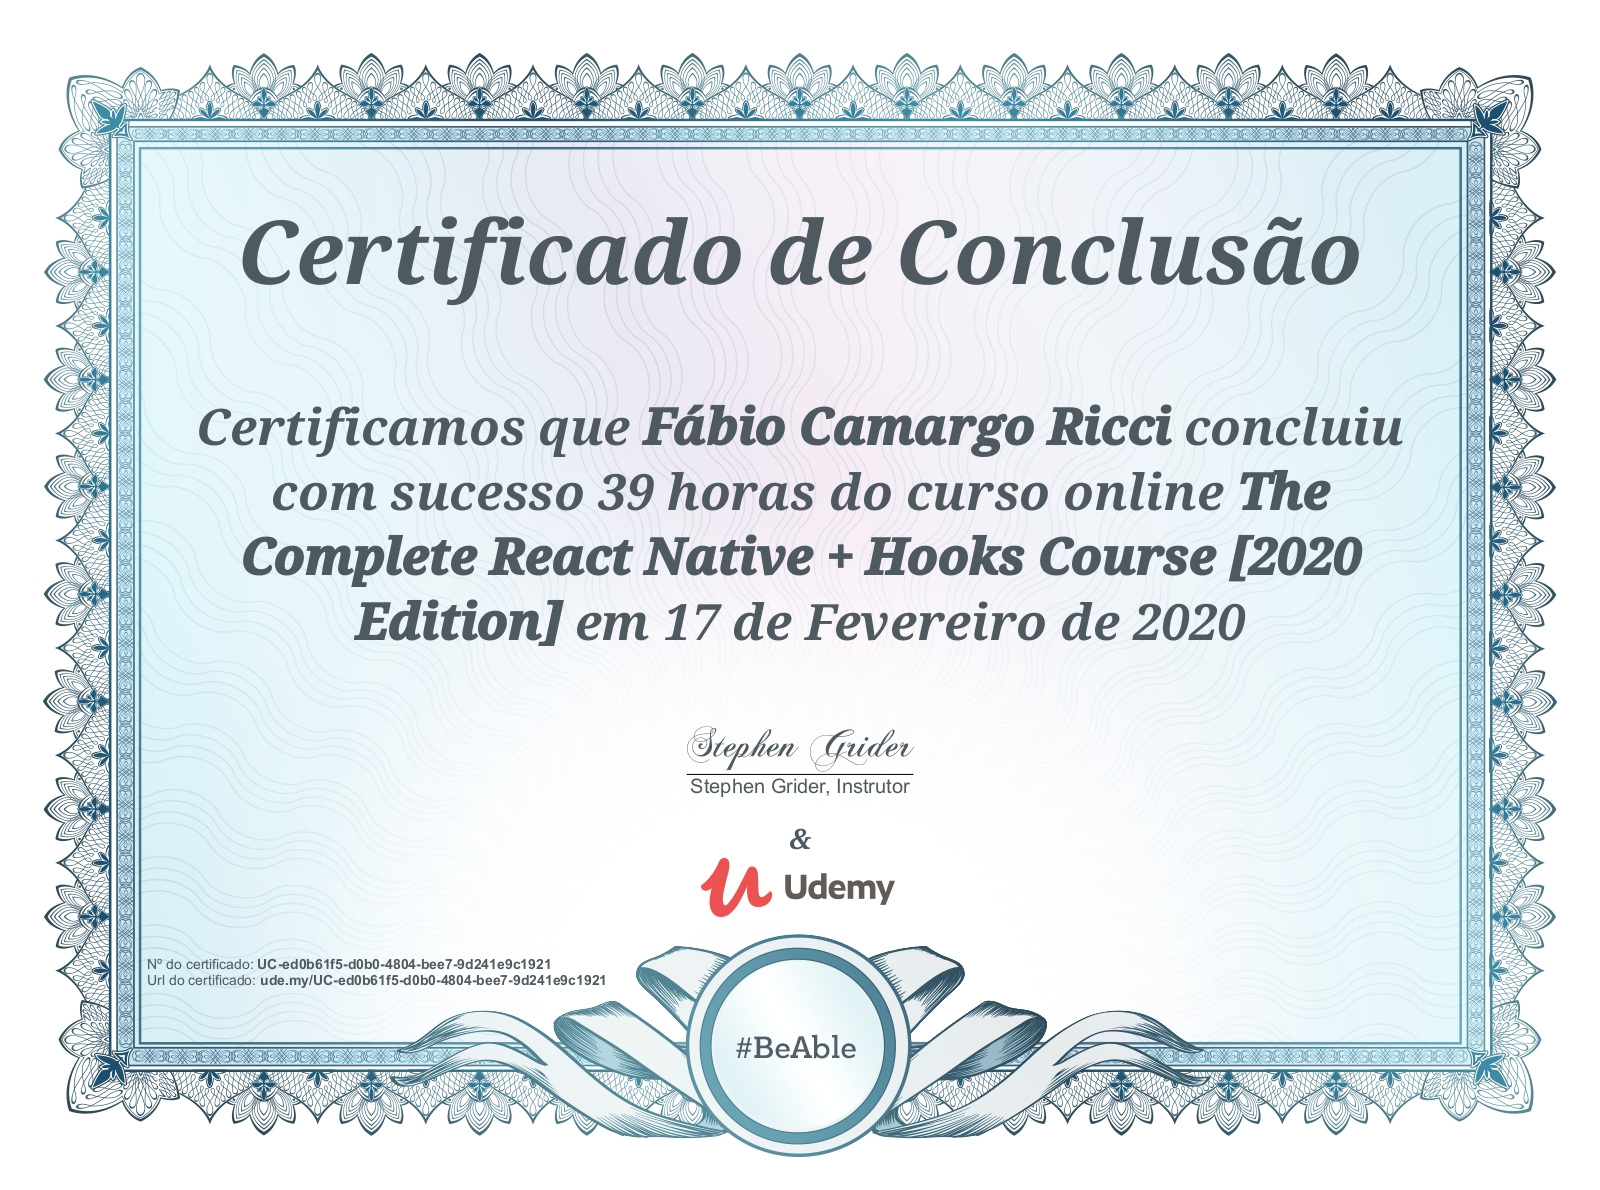 Certificado de Conclusão
Certificamos que Fábio Camargo Ricci concluiu
com sucesso 39 horas do curso online The
Complete React Native + Hooks Course [2020
Edition] em 17 de Fevereiro de 2020
Stephen Grider
Stephen Grider, Instrutor
&
Udemy
Nº do certificado: UC-ed0b61f5-d0b0-4804-bee7-9d241e9c1921
Url do certificado: ude.my/UC-ed0b61f5-d0b0-4804-bee7-9d241e9c1921
#BeAble